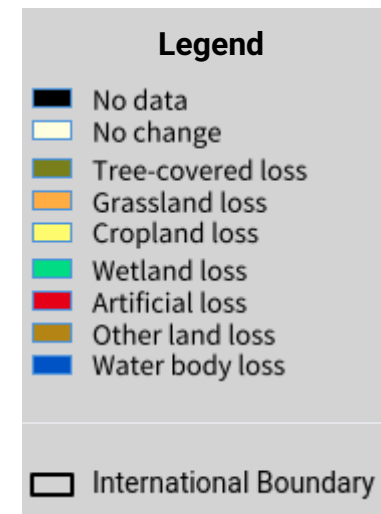 Legend
No data
No change
Tree-covered loss
Grassland loss
Cropland loss
Wetland loss
Artificial loss
Other land loss
Water body loss
International Boundary